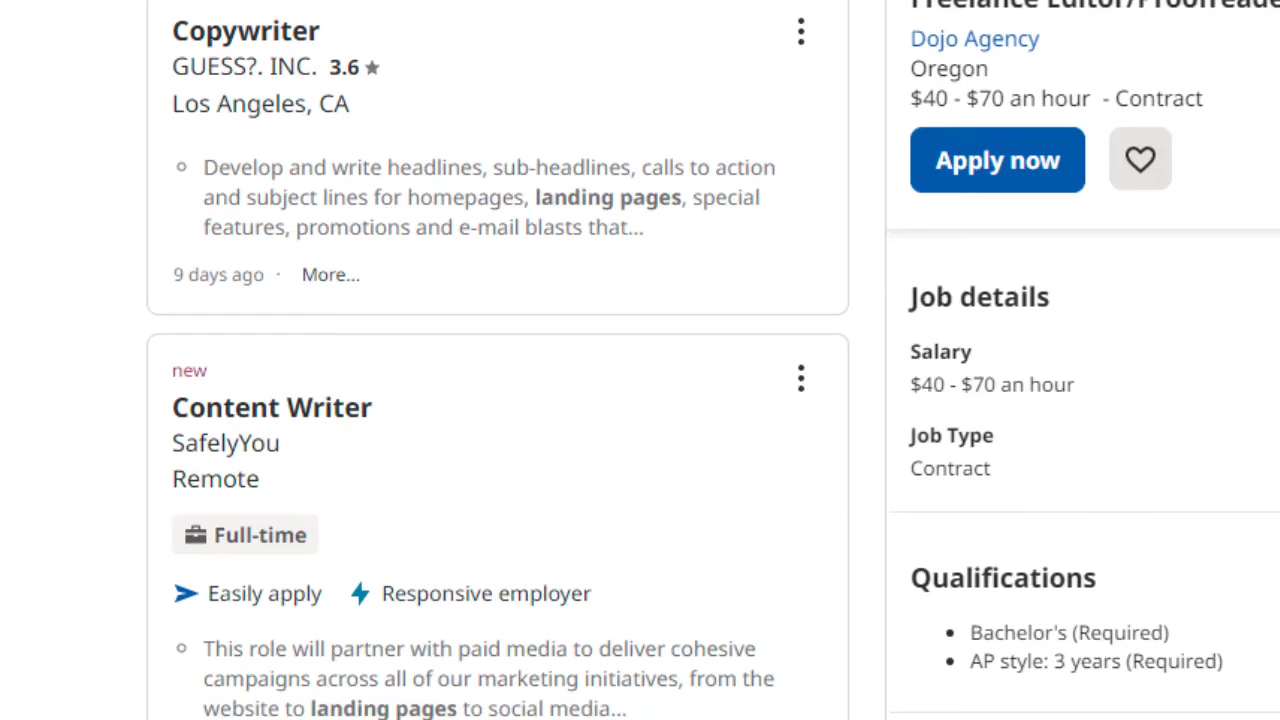 Copywriter
GUESS?. INC. 3.6
Los Angeles, CA
Develop and write headlines, sub-headlines, calls to action
and subject lines for homepages, landing pages, special
features, promotions and e-mail blasts that...
9 days ago · More...
new
Content Writer
SafelyYou
Remote
Full-time
Easily apply Responsive employer
This role will partner with paid media to deliver cohesive
campaigns across all of our marketing initiatives, from the
website to landing pages to social media...
Freelance
Dojo Agency
Oregon
$40 - $70 an hour - Contract
Apply now
Job details
Salary
$40 - $70 an hour
Job Type
Contract
Qualifications
Bachelor's (Required)
AP style: 3 years (Required)